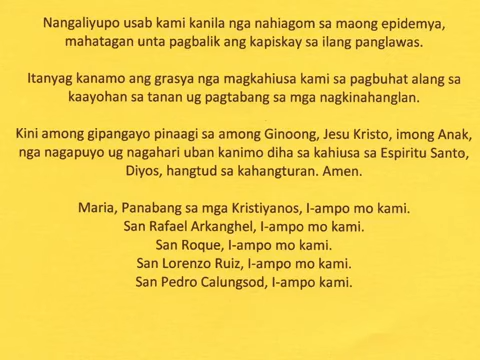 Nangaliyupo usab kami kanila nga nahiagom sa maong epidemya,
mahatagan unta pagbalik ang kapiskay sa ilang panglawas.
Itanyag kanamo ang grasya nga magkahiusa kami sa pagbuhat alang sa
kaayohan sa tanan ug pagtabang sa mga nagkinahanglan.
Kini among gipangayo pinaagi sa among Ginoong, Jesu Kristo, imong Anak,
nga nagapuyo ug nagahari uban kanimo diha sa kahiusa sa Espiritu Santo,
Diyos, hangtud sa kahangturan. Amen.
Maria, Panabang sa mga Kristiyanos, I-ampo mo kami.
San Rafael Arkanghel, I-ampo mo kami.
San Roque, I-ampo mo kami.
San Lorenzo Ruiz, I-ampo mo kami.
San Pedro Calungsod, I-ampo kami.